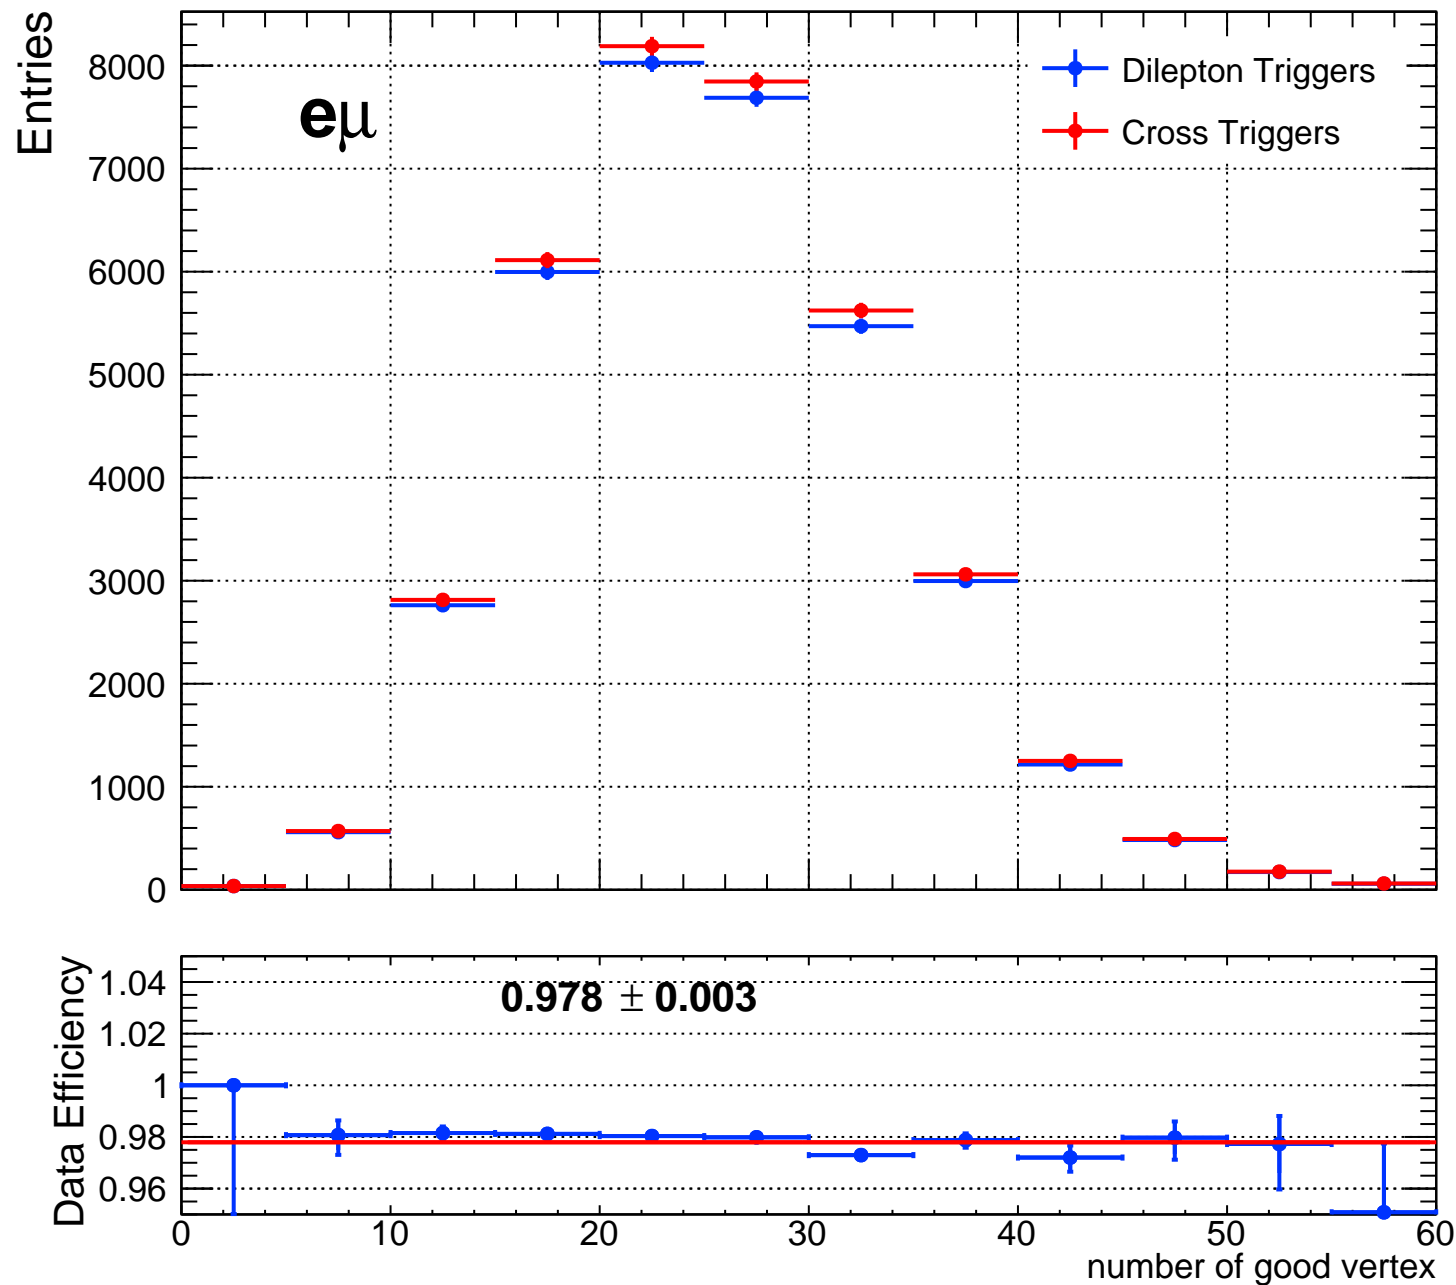 Entries
8000
7000
6000
5000
4000
3000
2000
1000
0
eμ
Dilepton Triggers
Cross Triggers
Data Efficiency
1.04
1.02
1
0.98
0.96
0.978 ± 0.003
0 10 20 30 40 50 60
number of good vertex